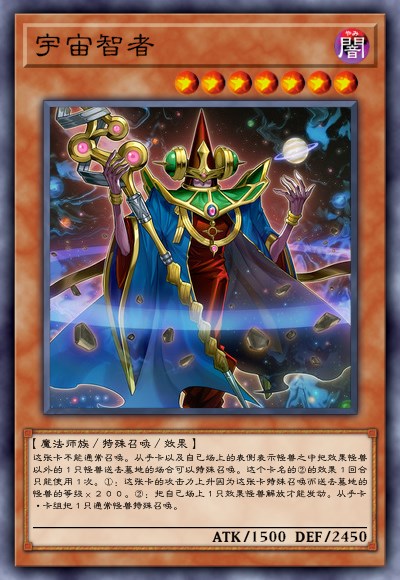 宇宙智者
やみ
闇
【魔法师族／特殊召唤／效果】
这张卡不能通常召唤。从手卡以及自己场上的表侧表示怪兽之中把效果怪兽
以外的１只怪兽送去墓地的场合可以特殊召唤。这个卡名的②的效果１回合
只能使用１次。①：这张卡的攻击力上升因为这张卡特殊召唤而送去墓地的
怪兽的等级×２００。②：把自己场上１只效果怪兽解放才能发动。从手卡
・卡组把１只通常怪兽特殊召唤。
ATK/1500 DEF/2450